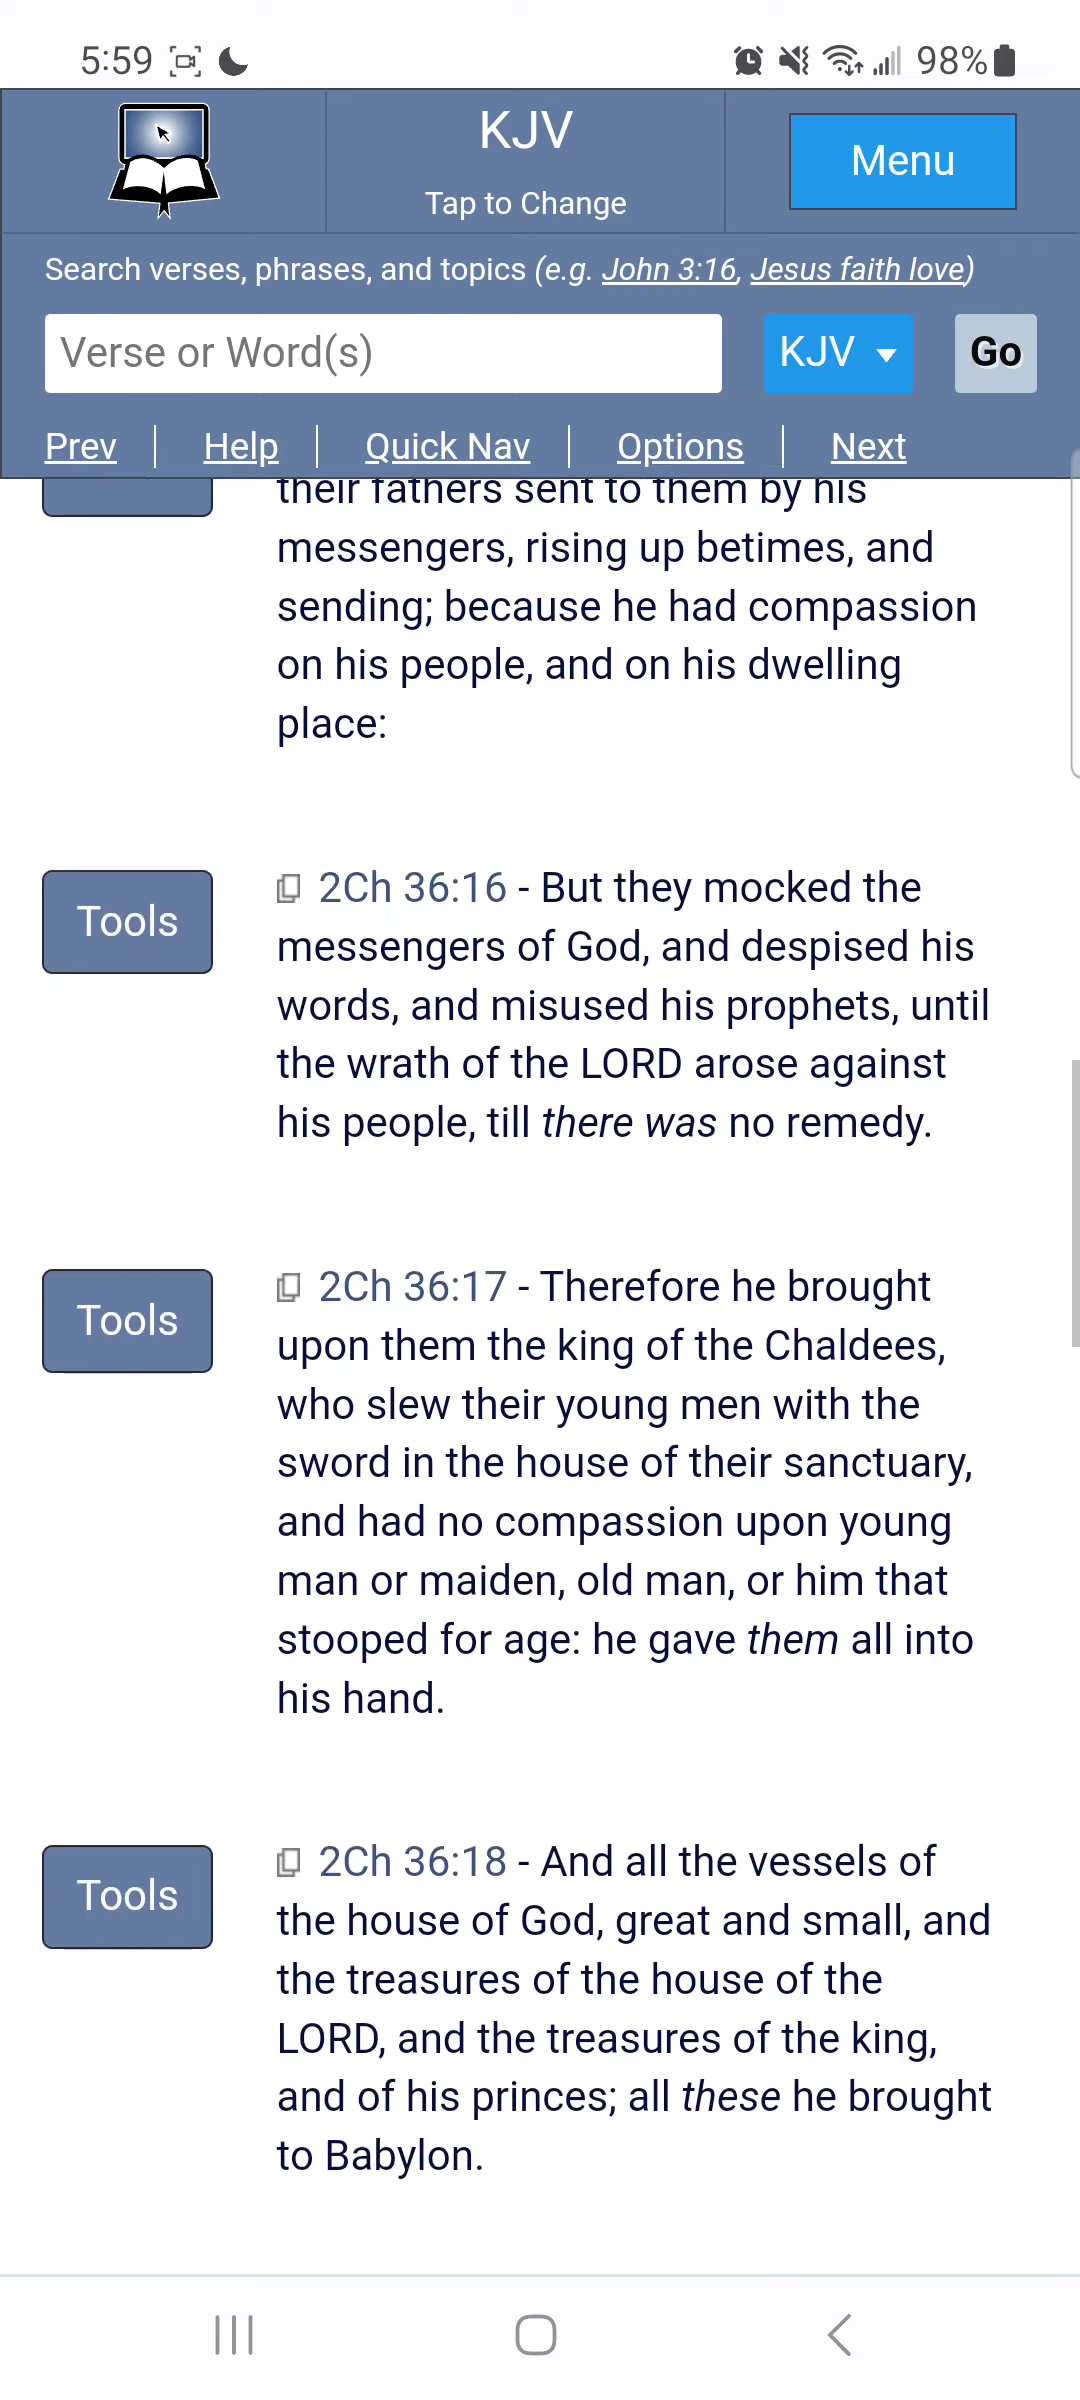 5:59 98%
KJV
Tap to Change
Menu
Search verses, phrases, and topics (e.g. John 3:16, Jesus faith love)
Verse or Word(s) KJV Go
Prev Help Quick Nav Options Next
their fathers sent to them by his
messengers, rising up betimes, and
sending; because he had compassion
on his people, and on his dwelling
place:
Tools
2Ch 36:16 - But they mocked the
messengers of God, and despised his
words, and misused his prophets, until
the wrath of the LORD arose against
his people, till there was no remedy.
Tools
2Ch 36:17 - Therefore he brought
upon them the king of the Chaldees,
who slew their young men with the
sword in the house of their sanctuary,
and had no compassion upon young
man or maiden, old man, or him that
stooped for age: he gave them all into
his hand.
Tools
2Ch 36:18 - And all the vessels of
the house of God, great and small, and
the treasures of the house of the
LORD, and the treasures of the king,
and of his princes; all these he brought
to Babylon.